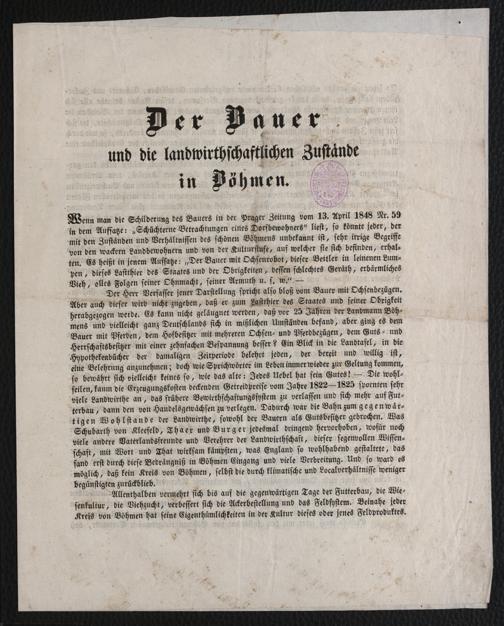 Der Bauer
und die landwirthschaftlichen Zustände
in Böhmen.
Wenn man die Schilderung des Bauers in der Prager Zeitung vom 13. April 1848 Nr. 59
in dem Aufsatze: „Schüchterne Betrachtungen eines Dorfbewohners“ liest, so könnte jeder, der
mit den Zuständen und Verhältnissen des schönen Böhmens unbekannt ist, sehr irige Begriffe
von den wackern Landbewohnern und von der Kulturstufe, auf welcher sie sich befinden, erhal-
ten. Es heißt in jenem Aufsatze: „Der Bauer mit Ochsenrobot, dieser Bettler in leinenen Lum-
pen, dieses Lastthier des Staates und der Obrigkeiten, dessen schlechtes Geräth, erbärmliches
Vieh, alles Folgen seiner Ohnmacht, seiner Armuth u. s. w.“ —
Der Herr Verfasser jener Darstellung spricht also bloß vom Bauer mit Ochsenbezügen.
Aber auch dieser wird nicht zugeben, daß er zum Lastthier des Staates und seiner Obrigkeit
herabgezogen werde. Es kann nicht geläugnet werden, daß vor 25 Jahren der Landmann Böh-
mens und vielleicht ganz Deutschlands sich in mißlichen Umständen befand, aber ging es dem
Bauer mit Pferden, dem Hofbesitzer mit mehreren Ochsen- und Pferdezügen, dem Guts- und
Herrschaftsbesitzer mit einer zehnfachen Bespannung besser? Ein Blick in die Landtafel, in die
Hypothekenbücher der damaligen Zeitperiode belehrt jeden, der bereit und willig ist,
eine Belehrung anzunehmen; doch wie Sprichwörter im Leben immer wieder zur Geltung kommen,
so bewährt sich vielleicht keines so, wie das alte: Jedes Uebel hat sein Gutes! — Die wohl-
feilen, kaum die Erzeugungskosten deckenden Getreidpreise vom Jahre 1822—1825 spornten sehr
viele Landwirthe an, das frühere Bewirthschaftungssystem zu verlassen und sich mehr auf Fut-
terbau, dann den von Handelsgewächsen zu verlegen. Dadurch war die Bahn zum gegenwär-
tigen Wohlstande der Landwirthe, sowohl der Bauern als Gutsbesitzer gebrochen. Was
Schubarth von Kleefeld, Thaer und Burger jedesmal dringend hervorhoben, wofür noch
viele andere Vaterlandsfreunde und Verehrer der Landwirthschaft, dieser segenvollen Wissen-
schaft, mit Wort und That wirksam kämpften, was England so wohlhabend gestaltete, das
fand erst durch diese Bedrängniß in Böhmen Eingang und viele Verbreitung. Und so ward es
möglich, daß kein Kreis von Böhmen, selbst die durch klimatische und Localverhältnisse weniger
begünstigten zurückblieb.
Allenthalben vermehrt sich bis auf die gegenwärtigen Tage der Futterbau, die Wie-
senkultur, die Viehzucht, verbessert sich die Ackerbestellung und das Feldsystem. Beinahe jeder
Kreis von Böhmen hat seine Eigenthümlichkeiten in der Kultur dieses oder jenes Feldproduktes.